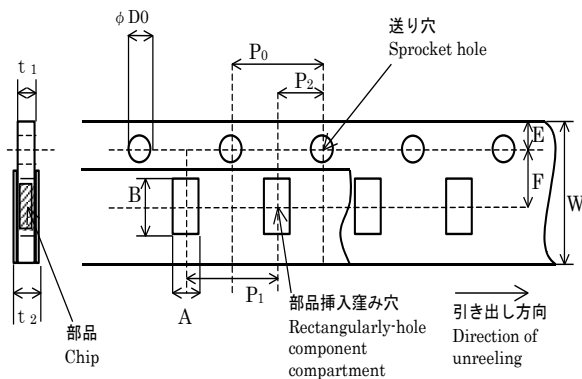 φD0
送り穴
Sprocket hole
t1
P0
P2
E
F
W
B
A
P1
部品
Chip
t2
部品挿入窪み穴
Rectangularly-hole
component
compartment
引き出し方向
Direction of
unreeling